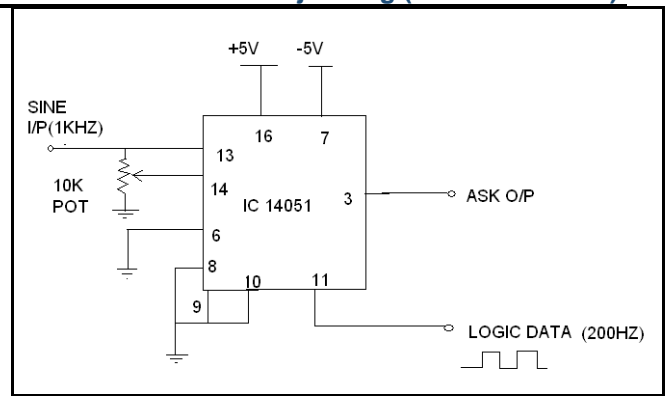 +5V -5V
SINE
I/P(1KHZ)
16 7
13
10K
POT
14
IC 14051
3
ASK O/P
6
8
10 11
9
LOGIC DATA (200HZ)